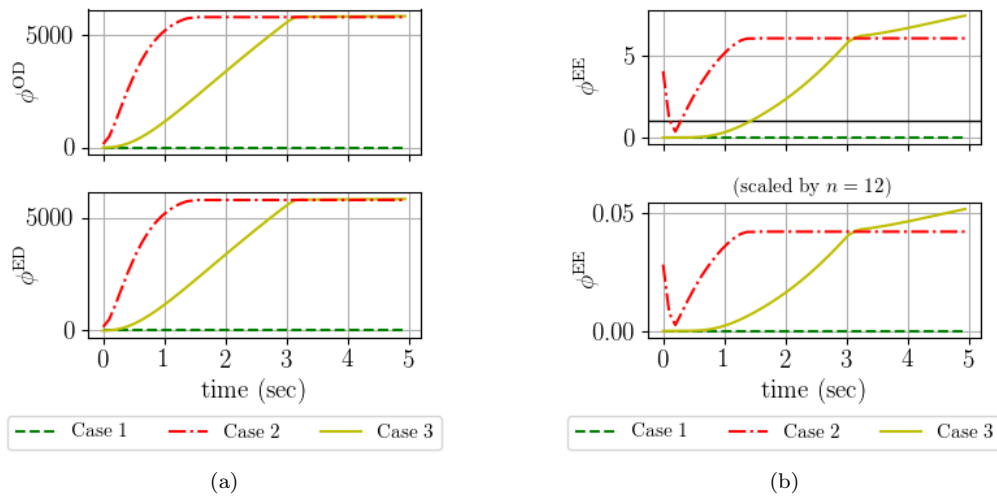 5000
0
ϕ^OD
5000
0
ϕ^ED
0 1 2 3 4 5
time (sec)
Case 1 Case 2 Case 3
(a)
5
0
ϕ^EE
(scaled by n = 12)
0.05
0.00
ϕ^EE
0 1 2 3 4 5
time (sec)
Case 1 Case 2 Case 3
(b)